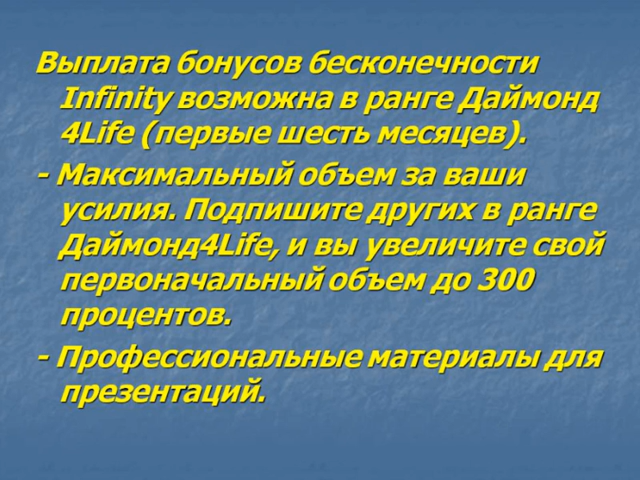 Выплата бонусов бесконечности
Infinity возможна в ранге Даймонд
4Life (первые шесть месяцев).
- Максимальный объем за ваши
усилия. Подпишите других в ранге
Даймонд4Life, и вы увеличите свой
первоначальный объем до 300
процентов.
- Профессиональные материалы для
презентаций.